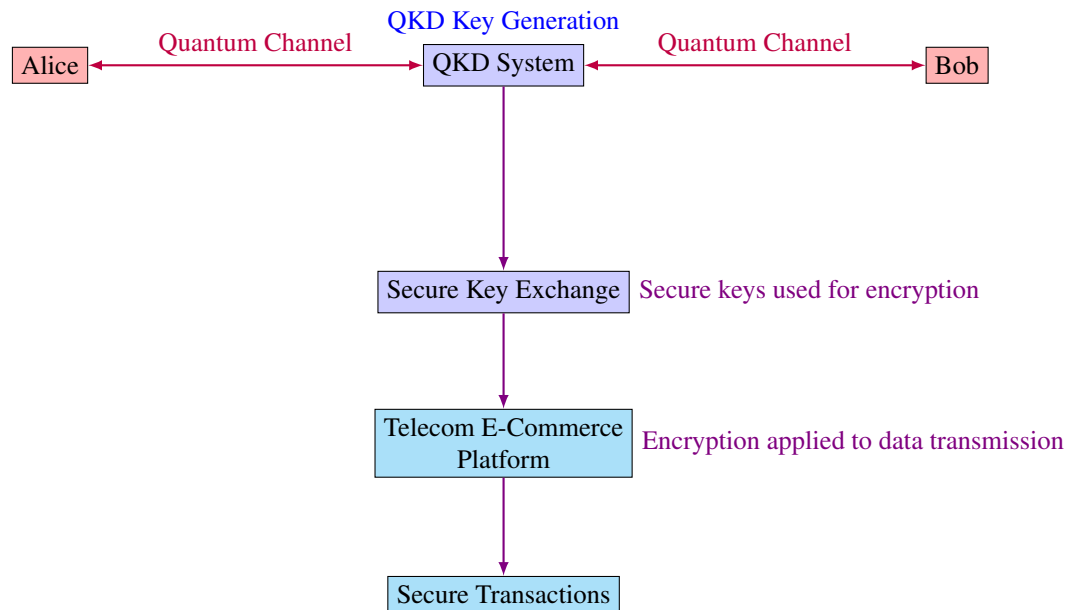 QKD Key Generation
Quantum Channel
Quantum Channel
Alice
QKD System
Bob
Secure Key Exchange
Secure keys used for encryption
Telecom E-Commerce
Platform
Encryption applied to data transmission
Secure Transactions